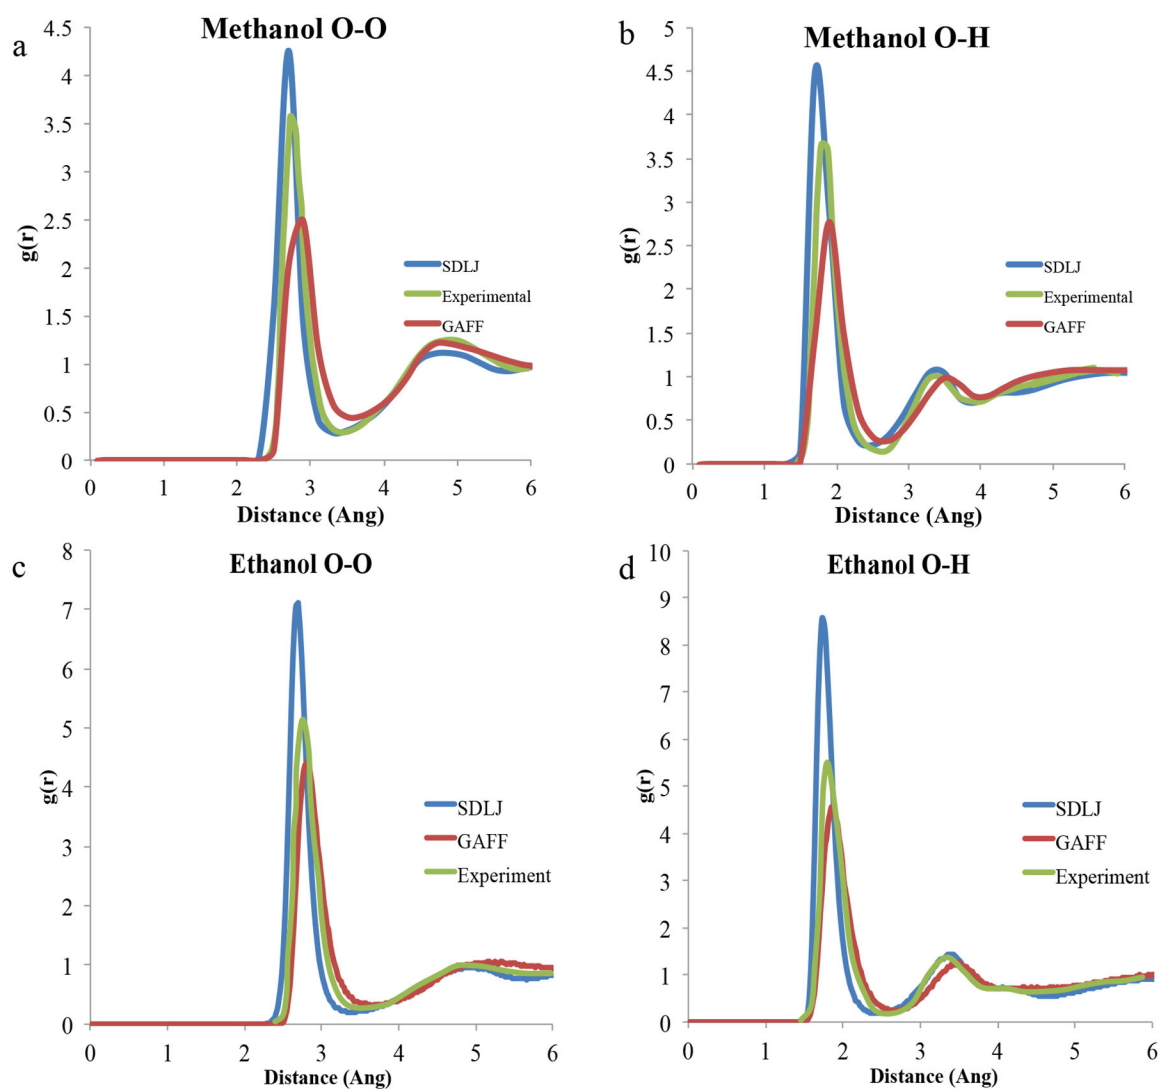 a
Methanol O-O
4.5
4
3.5
3
2.5
2
1.5
1
0.5
0
g(r)
SDLJ
Experimental
GAFF
0 1 2 3 4 5 6
Distance (Ang)
b
Methanol O-H
5
4.5
4
3.5
3
2.5
2
1.5
1
0.5
0
g(r)
SDLJ
Experimental
GAFF
0 1 2 3 4 5 6
Distance (Ang)
c
Ethanol O-O
8
7
6
5
4
3
2
1
0
g(r)
SDLJ
GAFF
Experiment
0 1 2 3 4 5 6
Distance (Ang)
d
Ethanol O-H
10
9
8
7
6
5
4
3
2
1
0
g(r)
SDLJ
GAFF
Experiment
0 1 2 3 4 5 6
Distance (Ang)